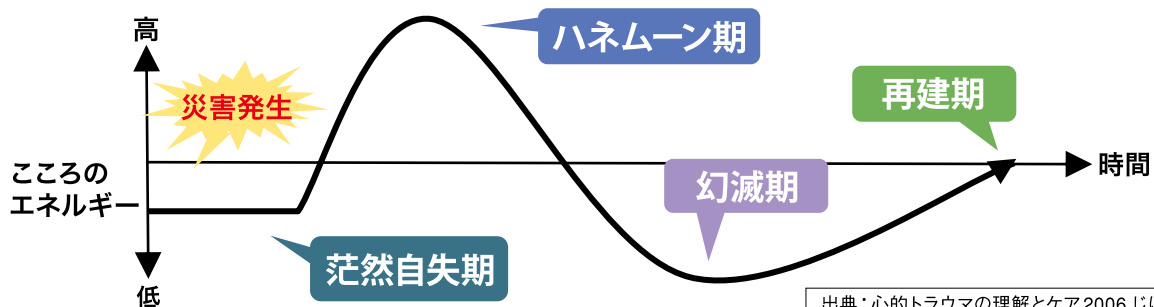 高
ハネムーン期
災害発生
再建期
こころの
エネルギー
時間
幻滅期
茫然自失期
低
出典：心的トラウマの理解とケア2006